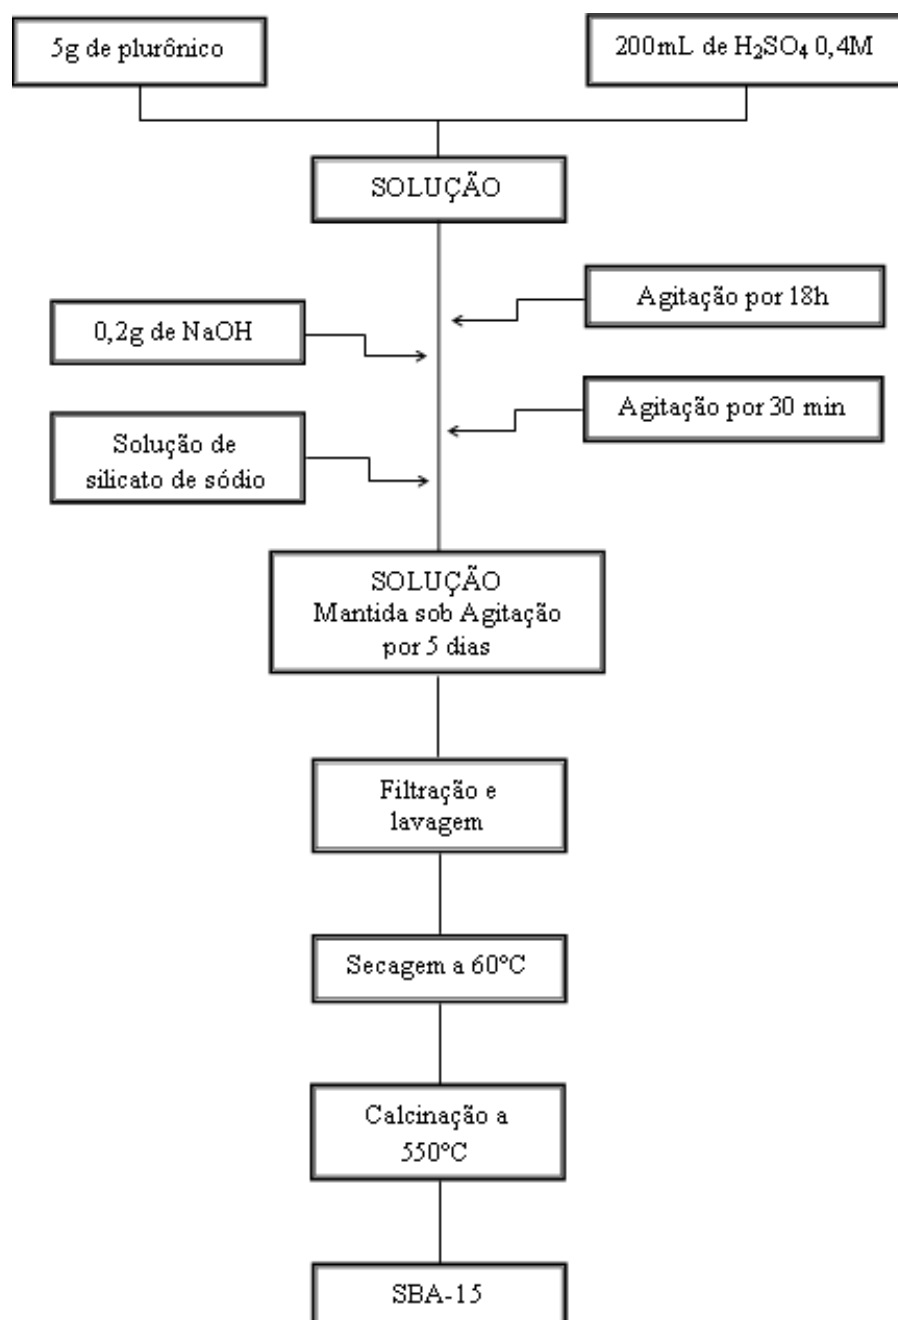 5g de plurônico
200mL de H₂SO₄ 0,4M
SOLUÇÃO
Agitação por 18h
0,2g de NaOH
Agitação por 30 min
Solução de
silicato de sódio
SOLUÇÃO
Mantida sob Agitação
por 5 dias
Filtração e
lavagem
Secagem a 60°C
Calcinação a
550°C
SBA-15